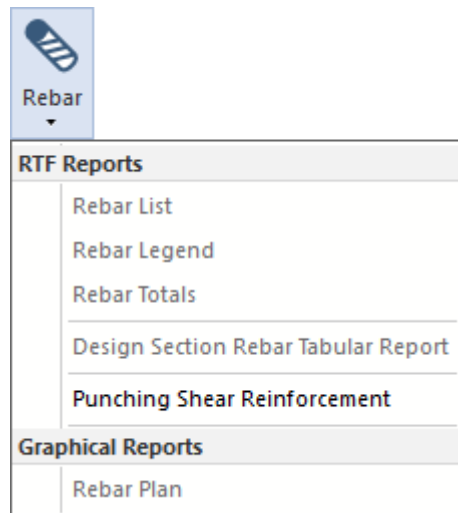 Rebar
RTF Reports
Rebar List
Rebar Legend
Rebar Totals
Design Section Rebar Tabular Report
Punching Shear Reinforcement
Graphical Reports
Rebar Plan